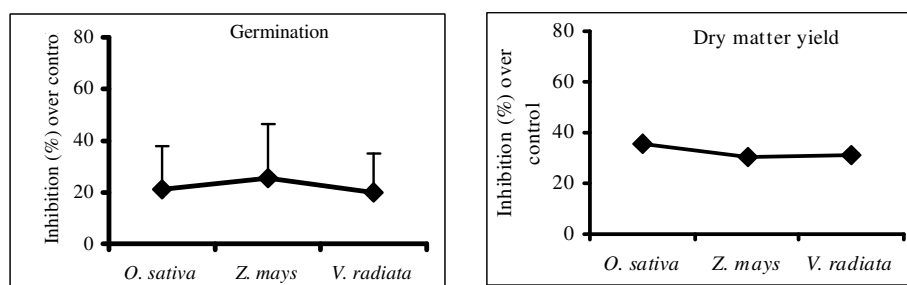 Germination
Inhibition (%) over contro
80
60
40
20
0
O. sativa Z. mays V. radiata
Dry matter yield
Inhibition (%) over
control
80
60
40
20
0
O. sativa Z. mays V. radiata